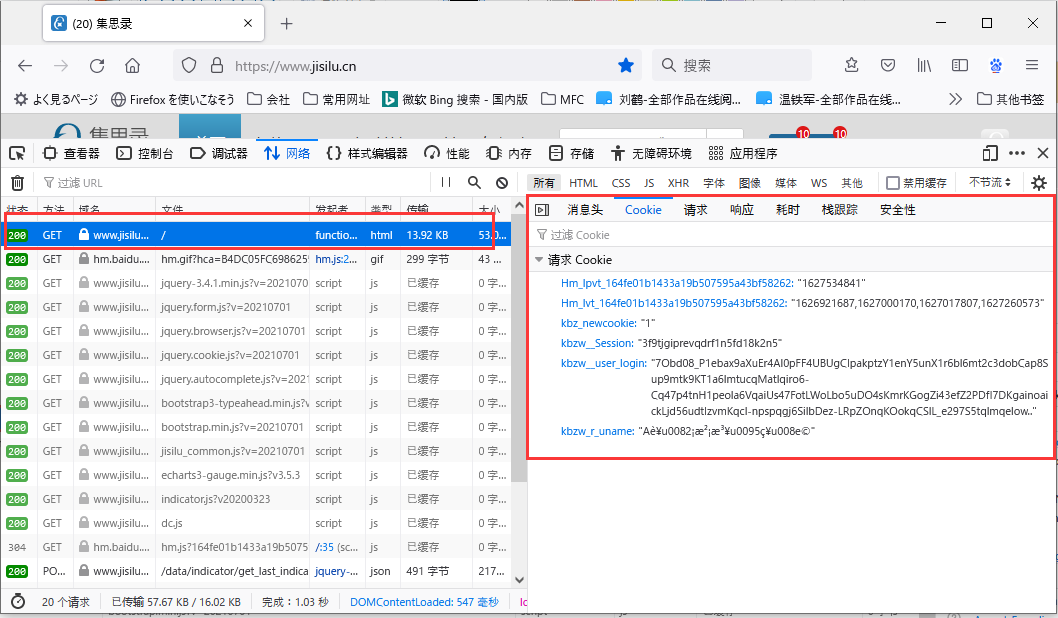 (20) 集思录
https://www.jisilu.cn
搜索
よく見るページ Firefox を使いこなそう 会社 常用网址 微软 Bing 搜索 - 国内版 MFC 刘鹤-全部作品在线阅... 温铁军-全部作品在线... 其他书签
集思录
10 10
查看器 控制台 调试器 网络 样式编辑器 性能 内存 存储 无障碍环境 应用程序
过滤 URL
所有 HTML CSS JS XHR 字体 图像 媒体 WS 其他 禁用缓存 不节流
状态 方法 域名 文件 发起者 类型 传输 大小
200 GET www.jisilu... / functio... html 13.92 KB 53.0...
200 GET hm.baidu.... hm.gif?hca=B4DC05FC698625 hm.js:2... gif 299 字节 43 ...
200 GET www.jisilu... jquery-3.4.1.min.js?v=20210701 script js 已缓存 0 字...
200 GET www.jisilu... jquery.form.js?v=20210701 script js 已缓存 0 字...
200 GET www.jisilu... jquery.browser.js?v=20210701 script js 已缓存 0 字...
200 GET www.jisilu... jquery.cookie.js?v=20210701 script js 已缓存 0 字...
200 GET www.jisilu... jquery.autocomplete.js?v=20210701 script js 已缓存 0 字...
200 GET www.jisilu... bootstrap3-typeahead.min.js?v= script js 已缓存 0 字...
200 GET www.jisilu... bootstrap.min.js?v=20210701 script js 已缓存 0 字...
200 GET www.jisilu... jisilu_common.js?v=20210701 script js 已缓存 0 字...
200 GET www.jisilu... echarts3-gauge.min.js?v3.5.3 script js 已缓存 0 字...
200 GET www.jisilu... indicator.js?v20200323 script js 已缓存 0 字...
200 GET www.jisilu... dc.js script js 已缓存 0 字...
304 GET hm.baidu.... hm.js?164fe01b1433a19b5075 /:35 (sc... js 已缓存 0 字...
200 PO... www.jisilu... /data/indicator/get_last_indica jquery-... json 491 字节 217...
20 个请求 已传输 57.67 KB / 16.02 KB 完成：1.03 秒 DOMContentLoaded: 547 毫秒
消息头 Cookie 请求 响应 耗时 栈跟踪 安全性
过滤 Cookie
请求 Cookie
Hm_lpvt_164fe01b1433a19b507595a43bf58262: "1627534841"
Hm_lvt_164fe01b1433a19b507595a43bf58262: "1626921687,1627000170,1627017807,1627260573"
kbz_newcookie: "1"
kbzw__Session: "3f9tjgiprevqdrf1n5fd18k2n5"
kbzw__user_login: "7Obd08_P1ebax9aXuEr4AI0pFF4UBUgClpakptzY1enY5unX1r6bl6mt2c3dobCap8S
up9mtk9KT1a6lmtucqMatlqiro6-
Cq47p4tnH1peola6VqaiUs47FotLWoLbo5uDO4sKmrKGogZi43efZ2PDfl7DKgainoai
ckLjd56udtlzvmKqcl-npspqgj6SilbDez-LRpZOnqKOokqCSlL_e297S5tqImqelow.."
kbzw_r_uname: "Aè¥u0082¡æ²¡æ³¥u0095ç¥u008e©"